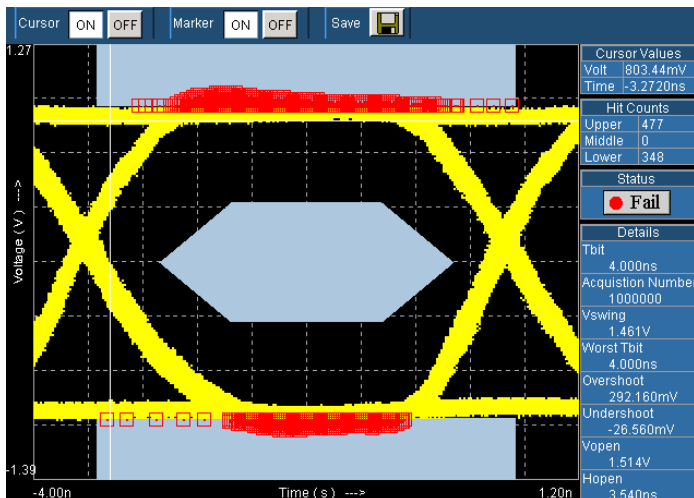 Cursor ON OFF Marker ON OFF Save
1.27
Voltage ( V ) --->
-1.39
-4.00n Time ( s ) ---> 1.20n
Cursor Values
Volt 803.44mV
Time -3.2720ns
Hit Counts
Upper 477
Middle 0
Lower 348
Status
Fail
Details
Tbit
4.000ns
Acquistion Number
1000000
Vswing
1.461V
Worst Tbit
4.000ns
Overshoot
292.160mV
Undershoot
-26.560mV
Vopen
1.514V
Hopen
3.540ns